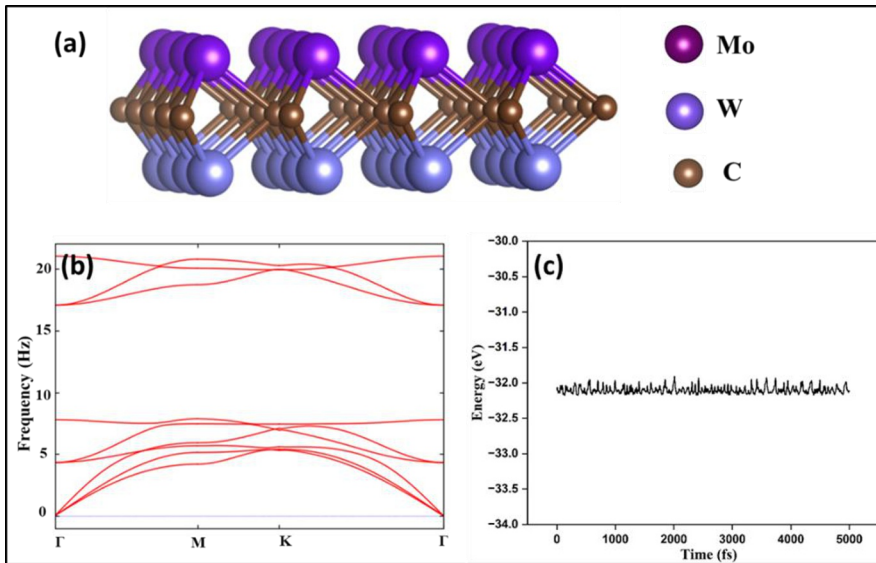 (a)
Mo
W
C
(b)
Frequency (Hz)
20
15
10
5
0
Γ M K Γ
(c)
Energy (eV)
−30.0
−30.5
−31.0
−31.5
−32.0
−32.5
−33.0
−33.5
−34.0
0 1000 2000 3000 4000 5000
Time (fs)